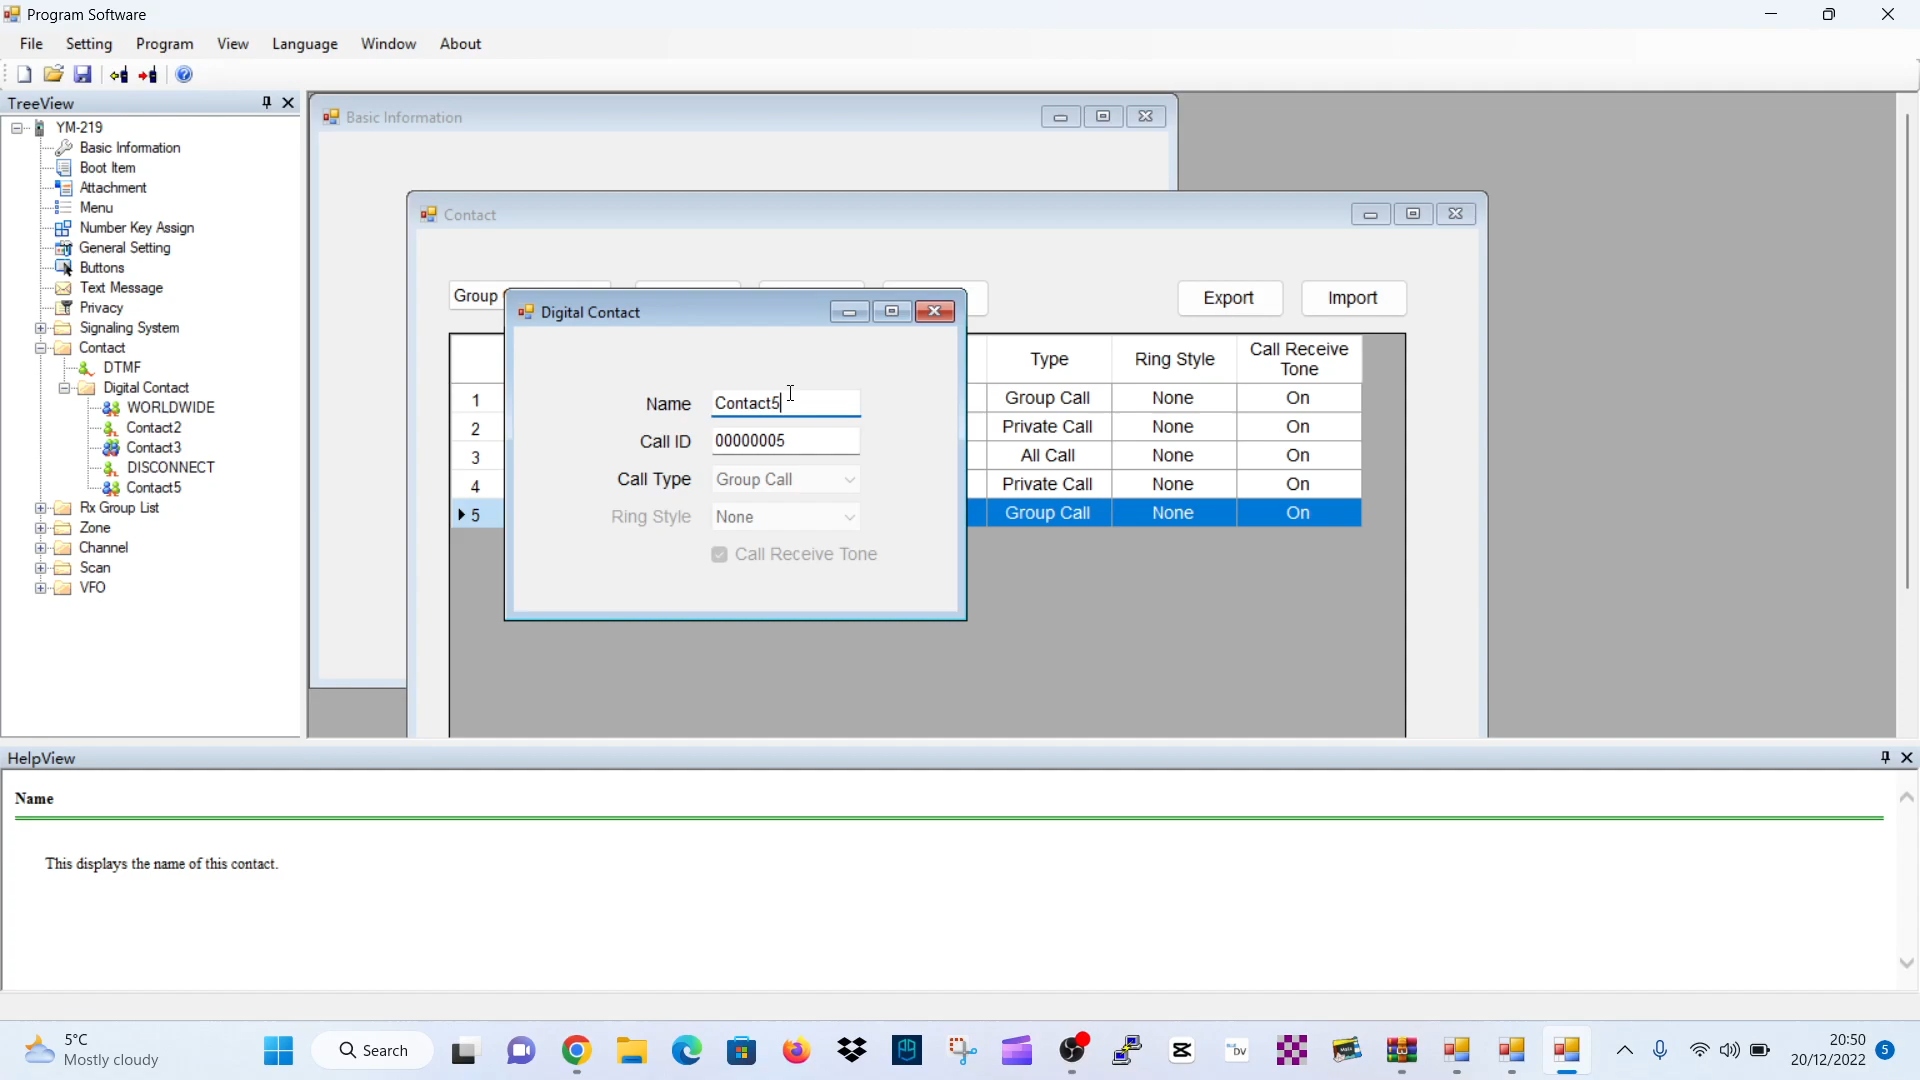 Program Software
File Setting Program View Language Window About
TreeView
YM-219
Basic Information
Boot Item
Attachment
Menu
Number Key Assign
General Setting
Buttons
Text Message
Privacy
Signaling System
Contact
DTMF
Digital Contact
WORLDWIDE
Contact2
Contact3
DISCONNECT
Contact5
Rx Group List
Zone
Channel
Scan
VFO
Basic Information
Contact
Group
Export Import
Type Ring Style Call Receive Tone
1 Group Call None On
2 Private Call None On
3 All Call None On
4 Private Call None On
5 Group Call None On
Digital Contact
Name Contact5
Call ID 00000005
Call Type Group Call
Ring Style None
Call Receive Tone
HelpView
Name
This displays the name of this contact.
5°C
Mostly cloudy
Search
DV
20:50
20/12/2022
5